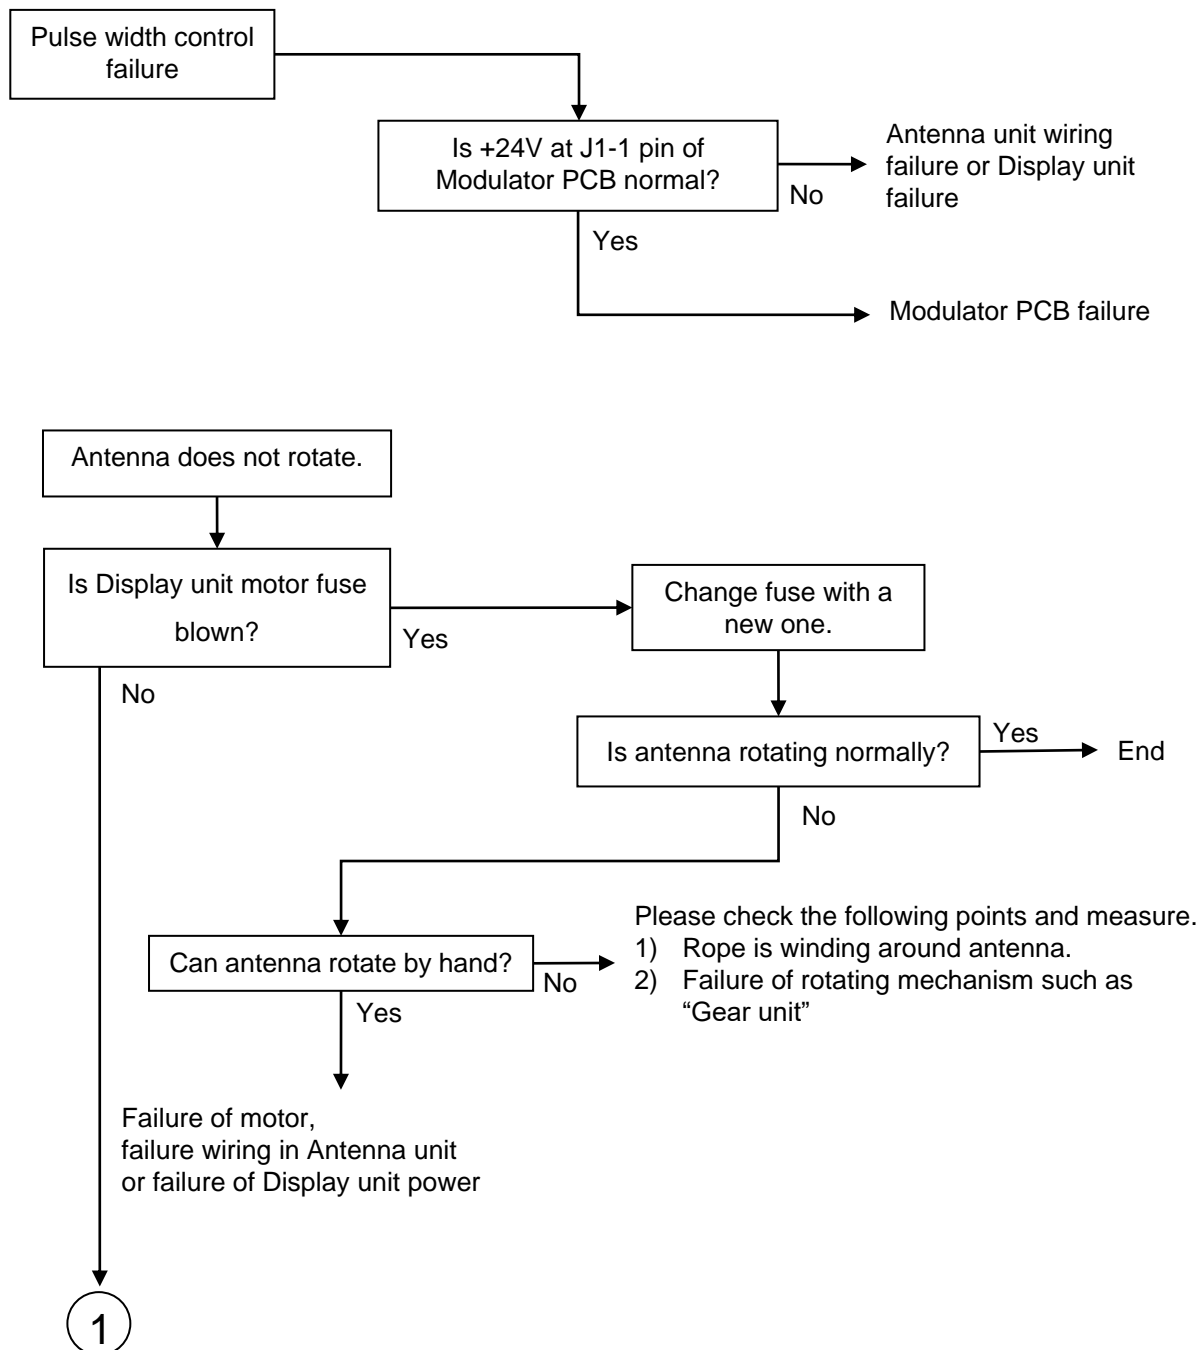 Pulse width control
failure
Is +24V at J1-1 pin of
Modulator PCB normal?
No
Antenna unit wiring
failure or Display unit
failure
Yes
Modulator PCB failure
Antenna does not rotate.
Is Display unit motor fuse
blown?
Yes
Change fuse with a
new one.
No
Is antenna rotating normally?
Yes
End
No
Can antenna rotate by hand?
No
Please check the following points and measure.
1) Rope is winding around antenna.
2) Failure of rotating mechanism such as
“Gear unit”
Yes
Failure of motor,
failure wiring in Antenna unit
or failure of Display unit power
1